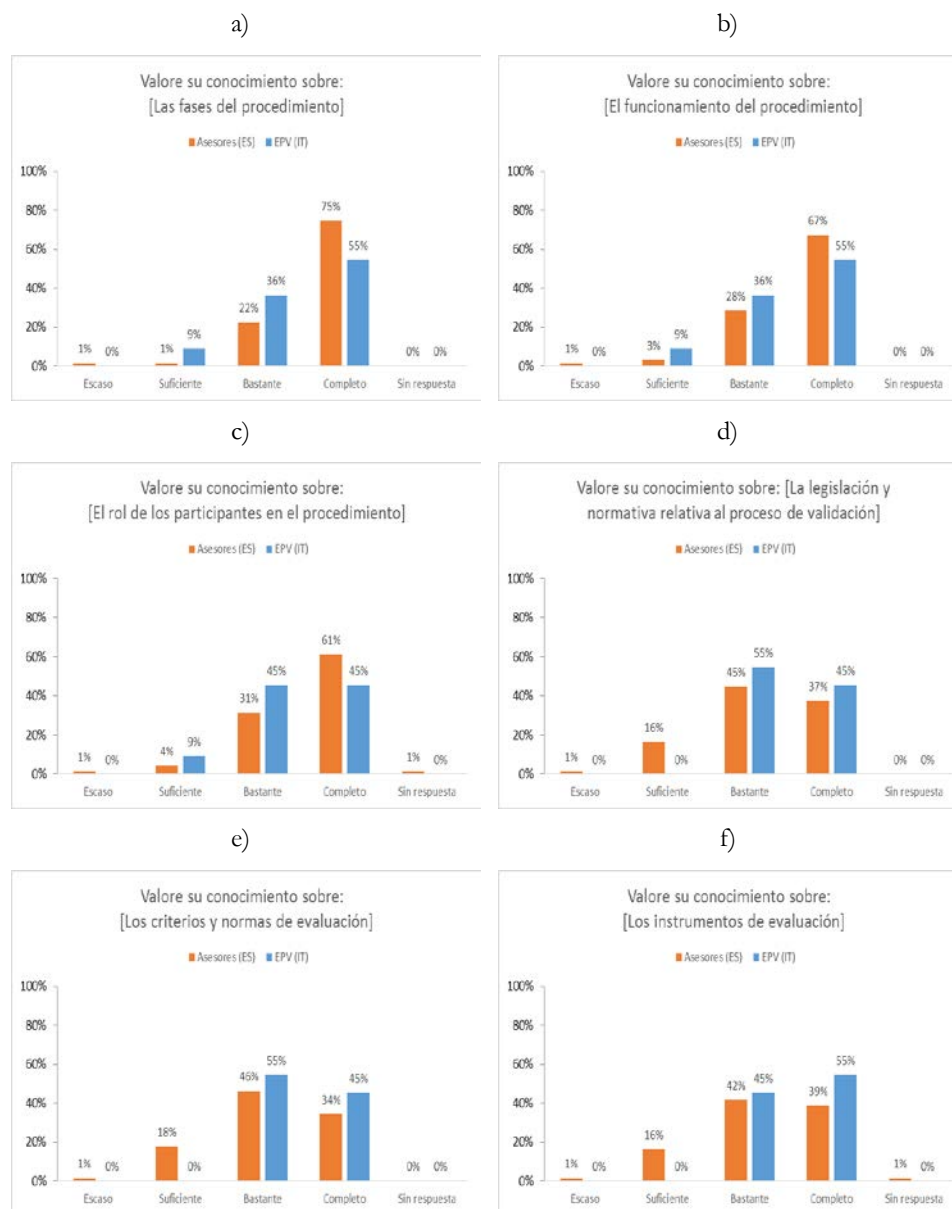 a)
Valore su conocimiento sobre:
[Las fases del procedimiento]
Asesores (ES) EPV (IT)
100%
80%
60%
40%
20%
0%
1% 0% 1% 9% 22% 36% 75% 55% 0% 0%
Escaso Suficiente Bastante Completo Sin respuesta
b)
Valore su conocimiento sobre:
[El funcionamiento del procedimiento]
Asesores (ES) EPV (IT)
100%
80%
60%
40%
20%
0%
1% 0% 3% 9% 28% 36% 67% 55% 0% 0%
Escaso Suficiente Bastante Completo Sin respuesta
c)
Valore su conocimiento sobre:
[El rol de los participantes en el procedimiento]
Asesores (ES) EPV (IT)
100%
80%
60%
40%
20%
0%
1% 0% 4% 9% 31% 45% 61% 45% 1% 0%
Escaso Suficiente Bastante Completo Sin respuesta
d)
Valore su conocimiento sobre: [La legislación y
normativa relativa al proceso de validación]
Asesores (ES) EPV (IT)
100%
80%
60%
40%
20%
0%
1% 0% 16% 0% 45% 55% 37% 45% 0% 0%
Escaso Suficiente Bastante Completo Sin respuesta
e)
Valore su conocimiento sobre:
[Los criterios y normas de evaluación]
Asesores (ES) EPV (IT)
100%
80%
60%
40%
20%
0%
1% 0% 18% 0% 46% 55% 34% 45% 0% 0%
Escaso Suficiente Bastante Completo Sin respuesta
f)
Valore su conocimiento sobre:
[Los instrumentos de evaluación]
Asesores (ES) EPV (IT)
100%
80%
60%
40%
20%
0%
1% 0% 16% 0% 42% 45% 39% 55% 1% 0%
Escaso Suficiente Bastante Completo Sin respuesta